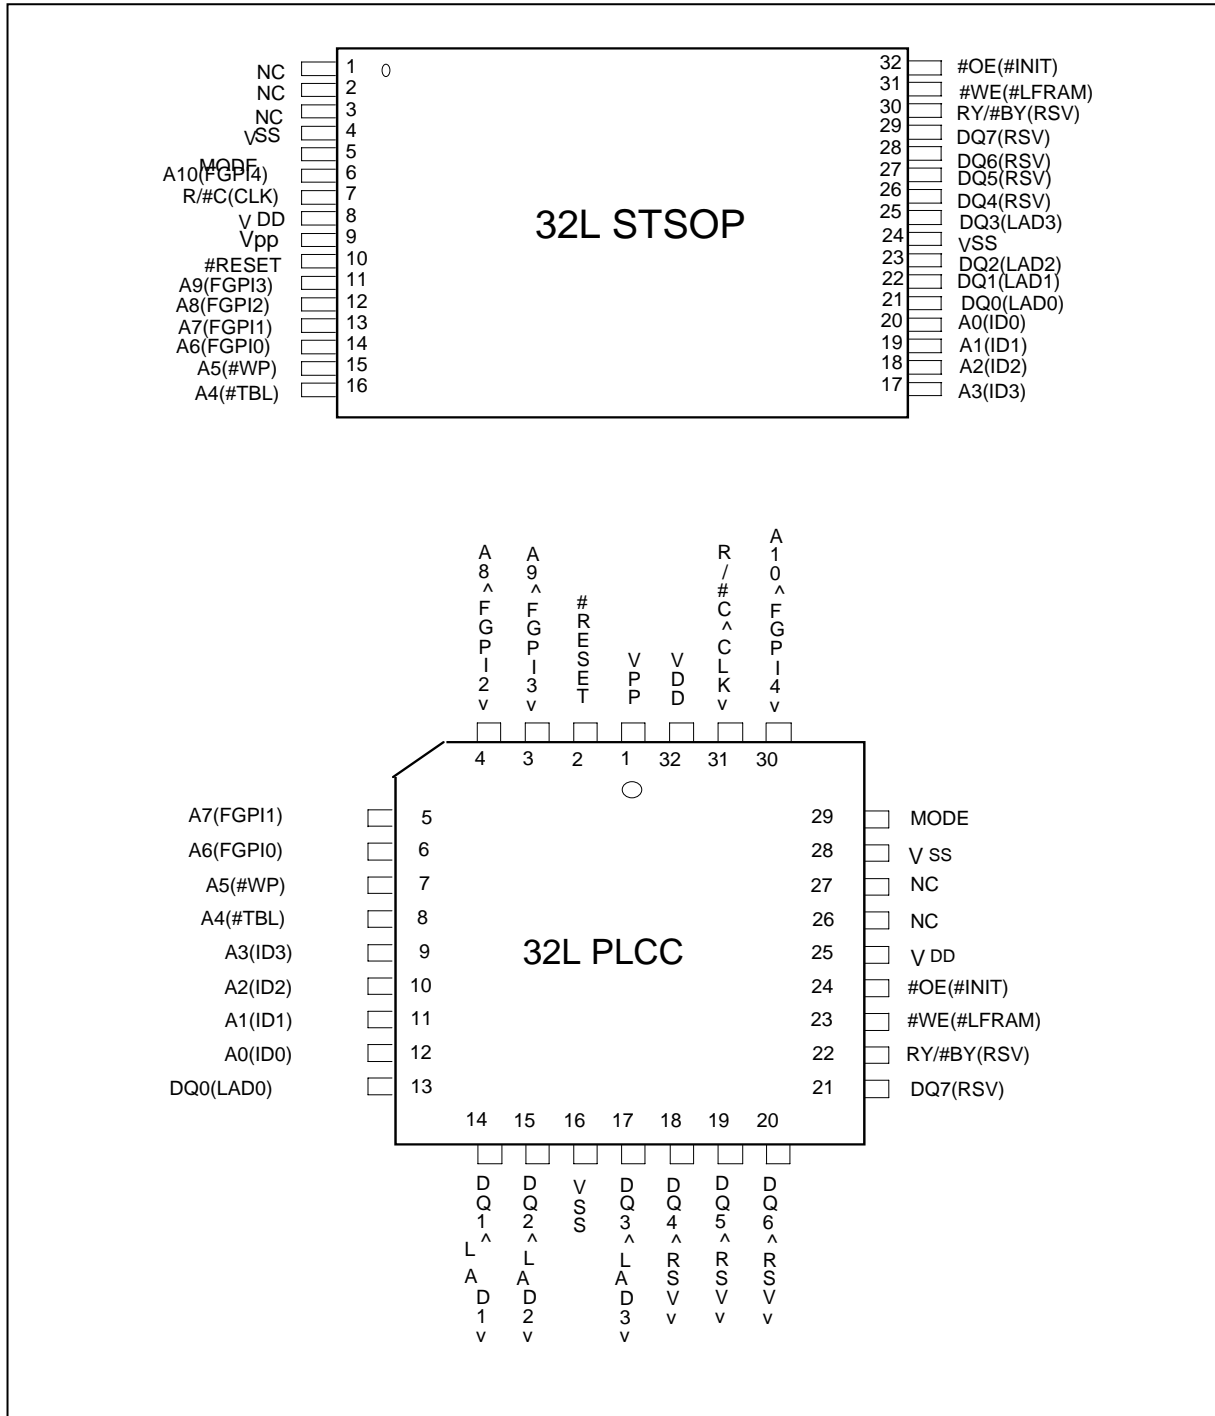 NC 1 32 #OE(#INIT)
NC 2 31 #WE(#LFRAM)
NC 3 30 RY/#BY(RSV)
VSS 4 29 DQ7(RSV)
MODE 5 28 DQ6(RSV)
A10(FGPI4) 6 27 DQ5(RSV)
R/#C(CLK) 7 26 DQ4(RSV)
VDD 8 25 DQ3(LAD3)
Vpp 9 24 VSS
#RESET 10 23 DQ2(LAD2)
A9(FGPI3) 11 22 DQ1(LAD1)
A8(FGPI2) 12 21 DQ0(LAD0)
A7(FGPI1) 13 20 A0(ID0)
A6(FGPI0) 14 19 A1(ID1)
A5(#WP) 15 18 A2(ID2)
A4(#TBL) 16 17 A3(ID3)
32L STSOP
A8^FGPI2v
A9^FGPI3v
#RESET
VPP
VDD
R/#C^CLKv
A10^FGPI4v
4 3 2 1 32 31 30
A7(FGPI1) 5 29 MODE
A6(FGPI0) 6 28 VSS
A5(#WP) 7 27 NC
A4(#TBL) 8 26 NC
A3(ID3) 9 25 VDD
32L PLCC
A2(ID2) 10 24 #OE(#INIT)
A1(ID1) 11 23 #WE(#LFRAM)
A0(ID0) 12 22 RY/#BY(RSV)
DQ0(LAD0) 13 21 DQ7(RSV)
14 15 16 17 18 19 20
DQ1^LAD1v
DQ2^LAD2v
VSS
DQ3^LAD3v
DQ4^RSVv
DQ5^RSVv
DQ6^RSVv